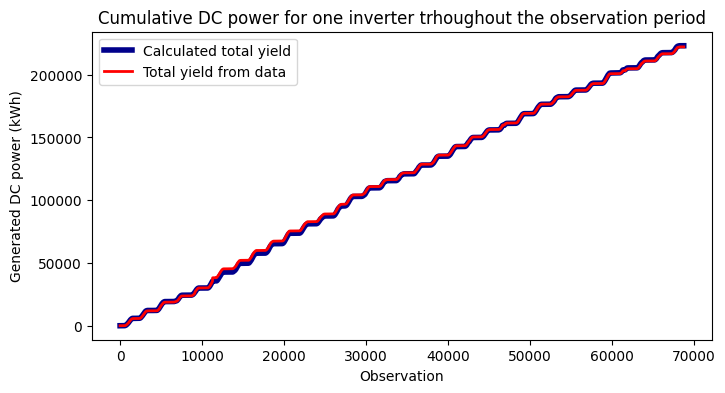 Cumulative DC power for one inverter trhoughout the observation period
Calculated total yield
Total yield from data
Generated DC power (kWh)
200000
150000
100000
50000
0
0 10000 20000 30000 40000 50000 60000 70000
Observation